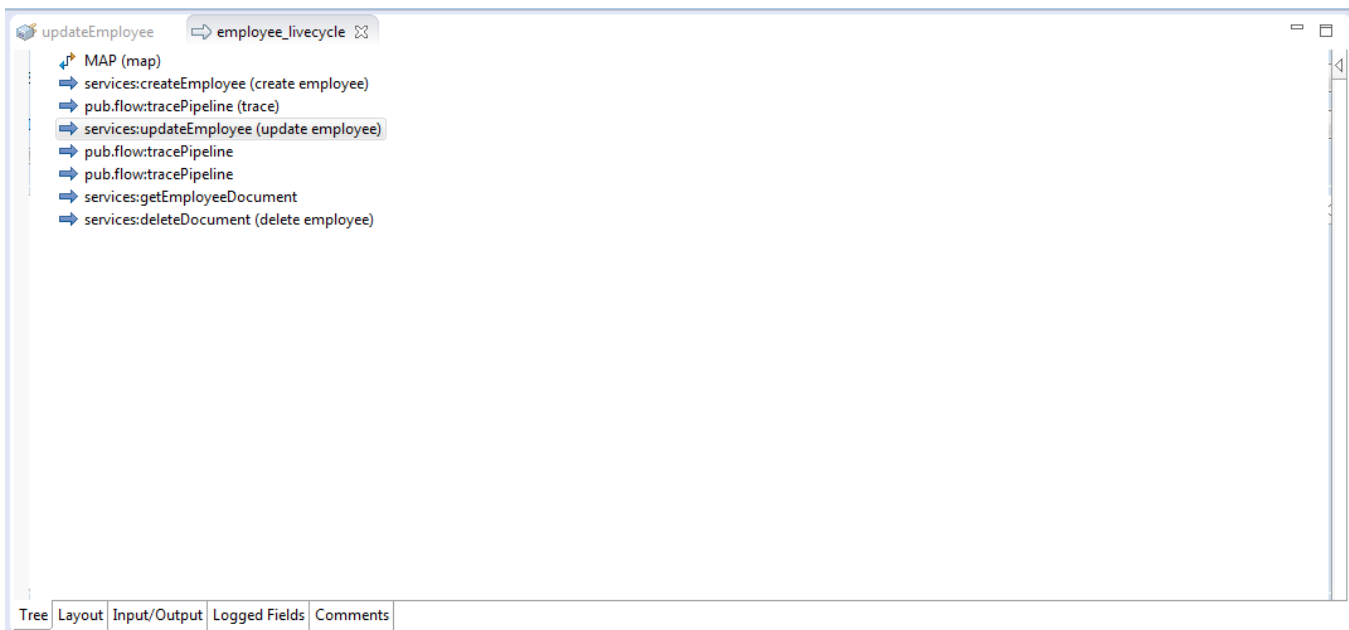 updateEmployee employee_livecycle
MAP (map)
services:createEmployee (create employee)
pub.flow:tracePipeline (trace)
services:updateEmployee (update employee)
pub.flow:tracePipeline
pub.flow:tracePipeline
services:getEmployeeDocument
services:deleteDocument (delete employee)
Tree Layout Input/Output Logged Fields Comments